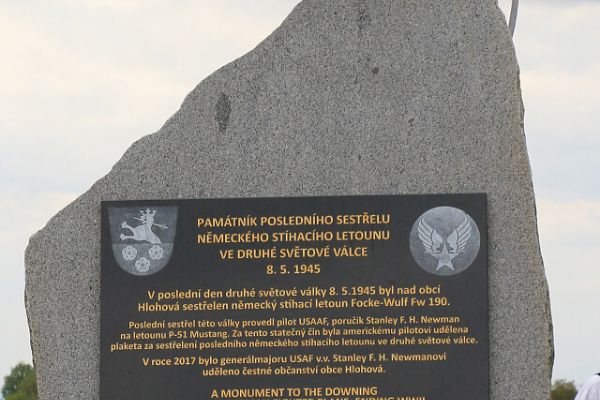 PAMÁTNÍK POSLEDNÍHO SESTŘELU
NĚMECKÉHO STÍHACÍHO LETOUNU
VE DRUHÉ SVĚTOVÉ VÁLCE
8. 5. 1945
V poslední den druhé světové války 8. 5.1945 byl nad obcí
Hlohová sestřelen německý stíhací letoun Focke-Wulf Fw 190.
Poslední sestřel této války provedl pilot USAAF, poručík Stanley F. H. Newman
na letounu P-51 Mustang. Za tento statečný čin byla americkému pilotovi udělena
plaketa za sestřelení posledního německého stíhacího letounu ve druhé světové válce.
V roce 2017 bylo generálmajoru USAF v.v. Stanley F. H. Newmanovi
uděleno čestné občanství obce Hlohová.
A MONUMENT TO THE DOWNING